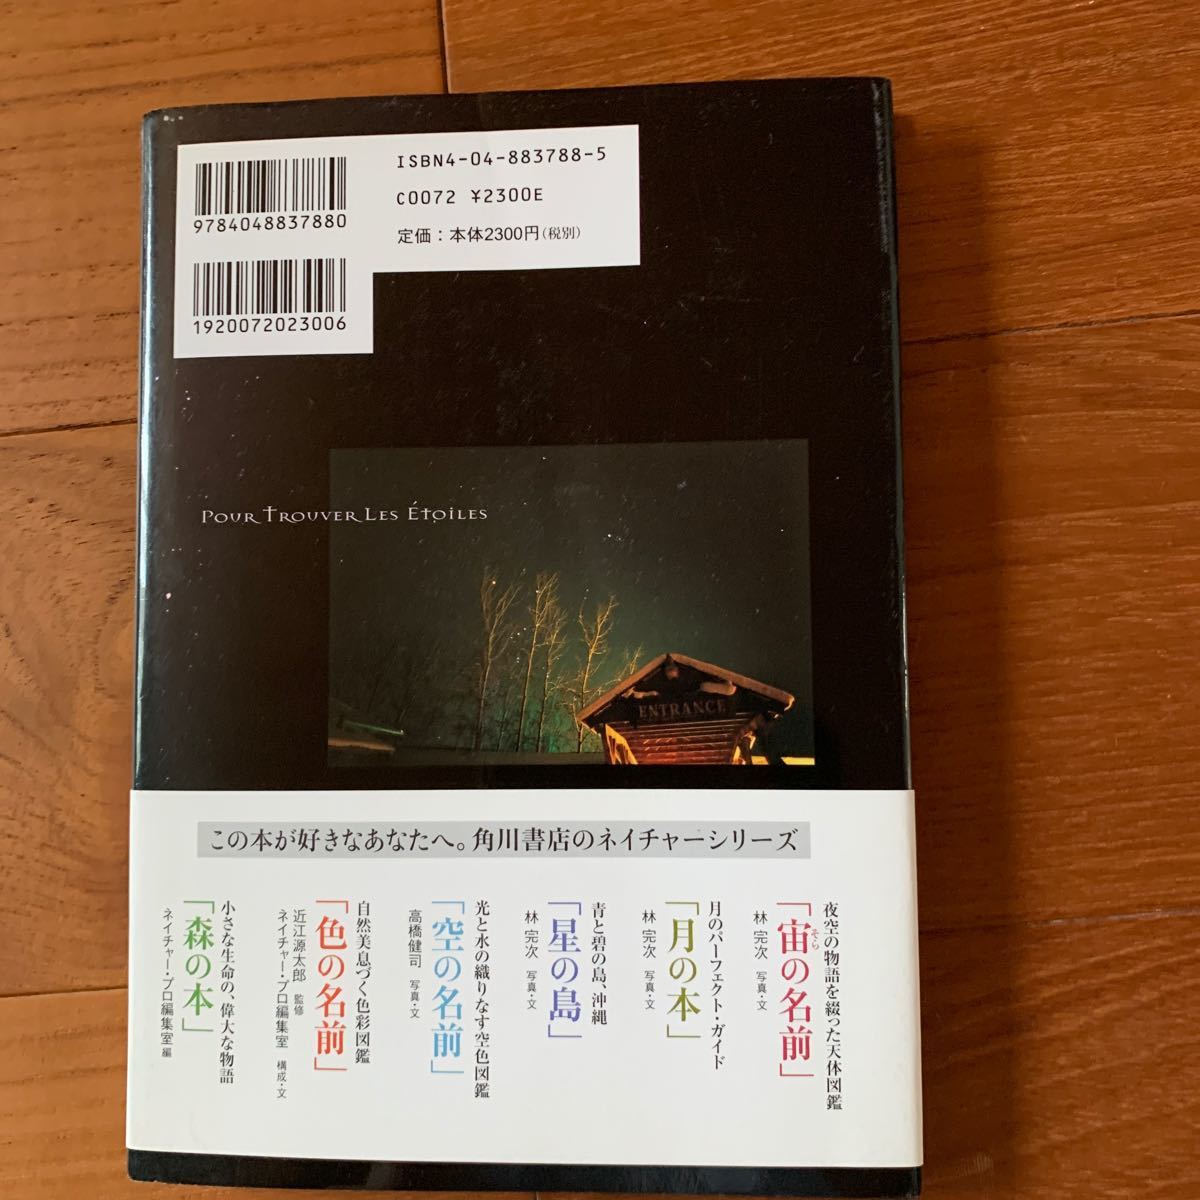 ISBN4-04-883788-5
C0072 ¥2300E
定価：本体2300円(税別)
9784048837880
1920072023006
POUR TROUVER LES ÉTOILES
ENTRANCE
この本が好きなあなたへ。角川書店のネイチャーシリーズ
夜空の物語を綴った天体図鑑
「宙の名前」
そら
林 完次 写真・文
月のパーフェクト・ガイド
「月の本」
林 完次 写真・文
青と碧の島、沖縄
「星の島」
林 完次 写真・文
光と水の織りなす空色図鑑
「空の名前」
高橋健司 写真・文
自然美息づく色彩図鑑
「色の名前」
近江源太郎 監修
ネイチャー・プロ編集室 構成・文
小さな生命の、偉大な物語
「森の本」
ネイチャー・プロ編集室 編